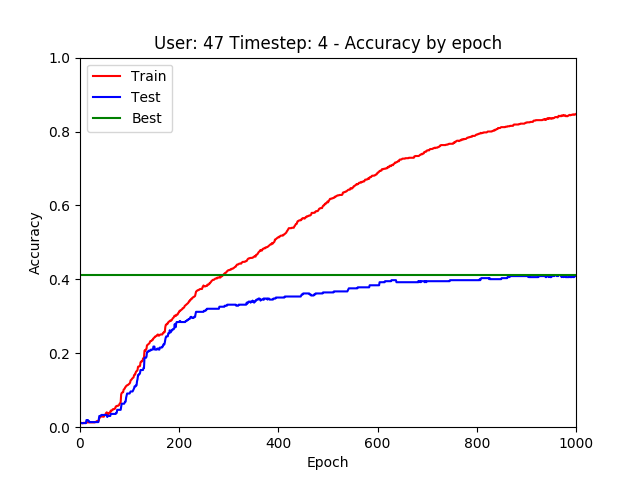 User: 47 Timestep: 4 - Accuracy by epoch
1.0
0.8
0.6
0.4
0.2
0.0
Accuracy
Train
Test
Best
0 200 400 600 800 1000
Epoch